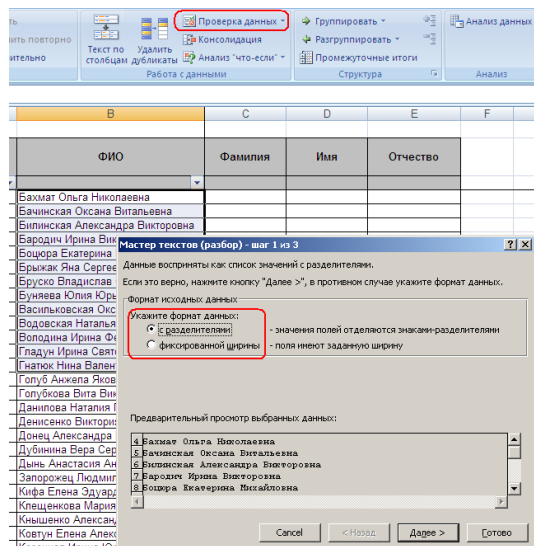 ть
Проверка данных
Группировать
Анализ данных
ить повторно
Консолидация
Разгруппировать
ительно
Текст по столбцам
Удалить дубликаты
Анализ "что-если"
Промежуточные итоги
Работа с данными
Структура
Анализ
B C D E F
ФИО Фамилия Имя Отчество
Бахмат Ольга Николаевна
Бачинская Оксана Витальевна
Билинская Александра Викторовна
Бародич Ирина Вик
Боцюра Екатерина
Брыжак Яна Сергее
Бруско Владислав
Буняева Юлия Юрь
Васильковская Окс
Водовская Наталья
Володина Ирина Фе
Гладун Ирина Свят
Гнатюк Нина Вален
Голуб Анжела Яков
Голубкова Вита Вик
Данилова Наталия Г
Денисенко Виктори
Донец Александра
Дубинина Вера Сер
Дынь Анастасия Ан
Запорожец Людмил
Кифа Елена Эдуард
Клещенкова Мария
Кнышенко Александ
Ковтун Елена Алекс
Мастер текстов (разбор) - шаг 1 из 3
Данные восприняты как список значений с разделителями.
Если это верно, нажмите кнопку "Далее >", в противном случае укажите формат данных.
Формат исходных данных
Укажите формат данных:
с разделителями - значения полей отделяются знаками-разделителями
фиксированной ширины - поля имеют заданную ширину
Предварительный просмотр выбранных данных:
4 Бахмат Ольга Николаевна
5 Бачинская Оксана Витальевна
6 Билинская Александра Викторовна
7 Бародич Ирина Викторовна
8 Боцюра Екатерина Михайловна
Cancel < Назад Далее > Готово